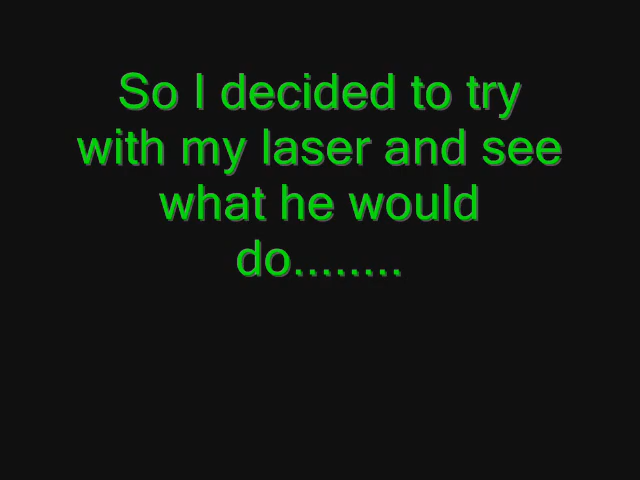 So I decided to try
with my laser and see
what he would
do........